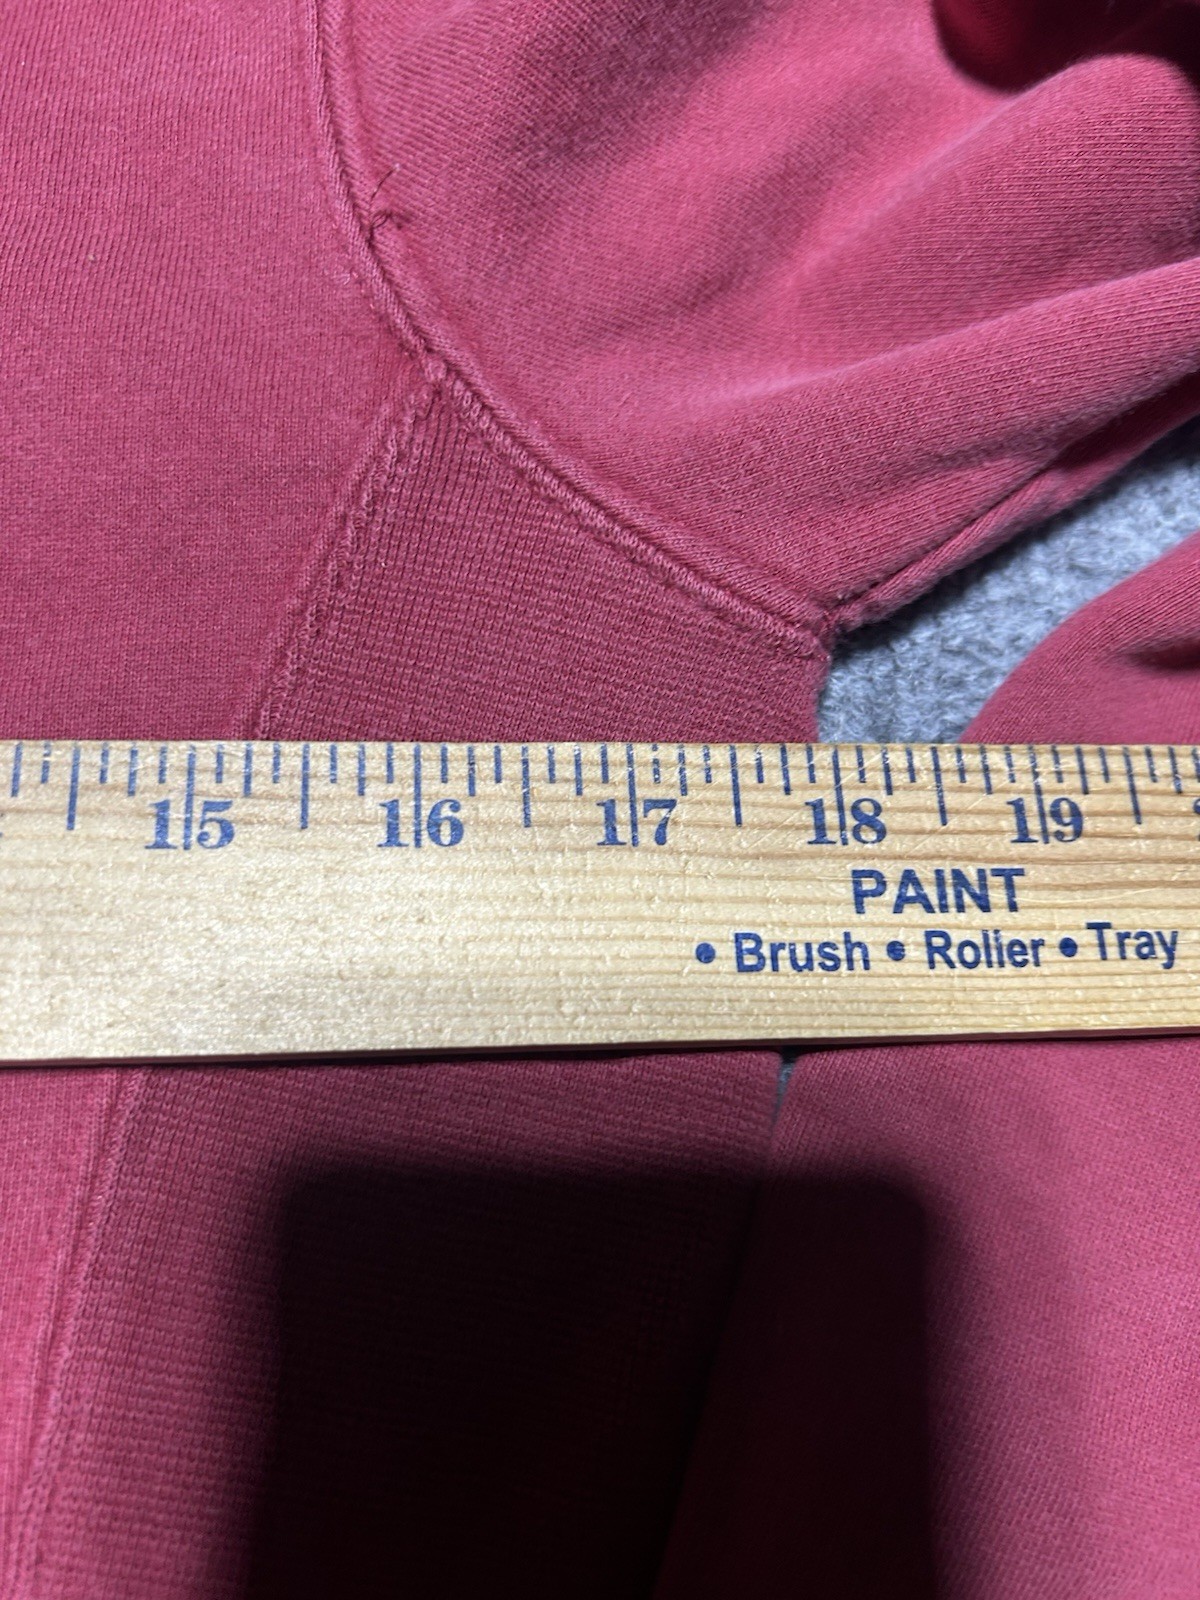 15 16 17 18 19
PAINT
• Brush • Roller • Tray